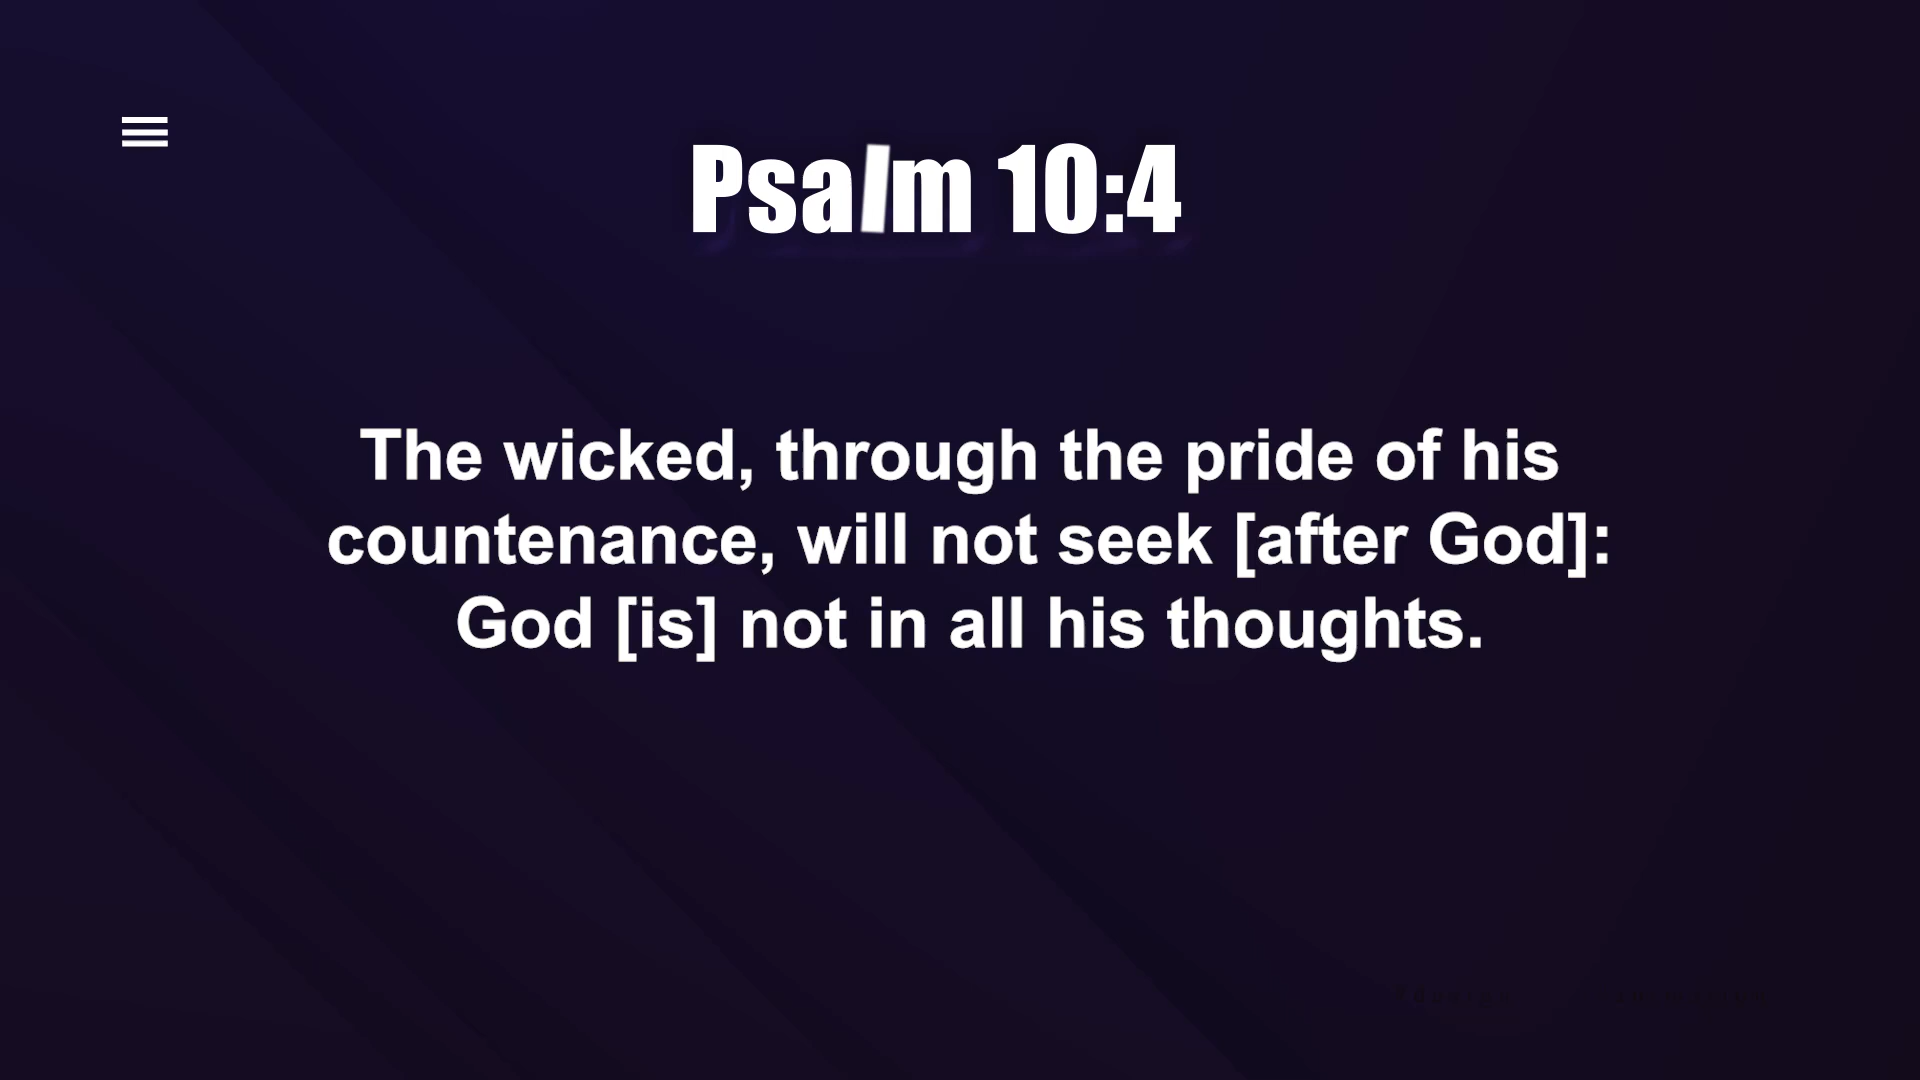 Psalm 10:4
The wicked, through the pride of his
countenance, will not seek [after God]:
God [is] not in all his thoughts.